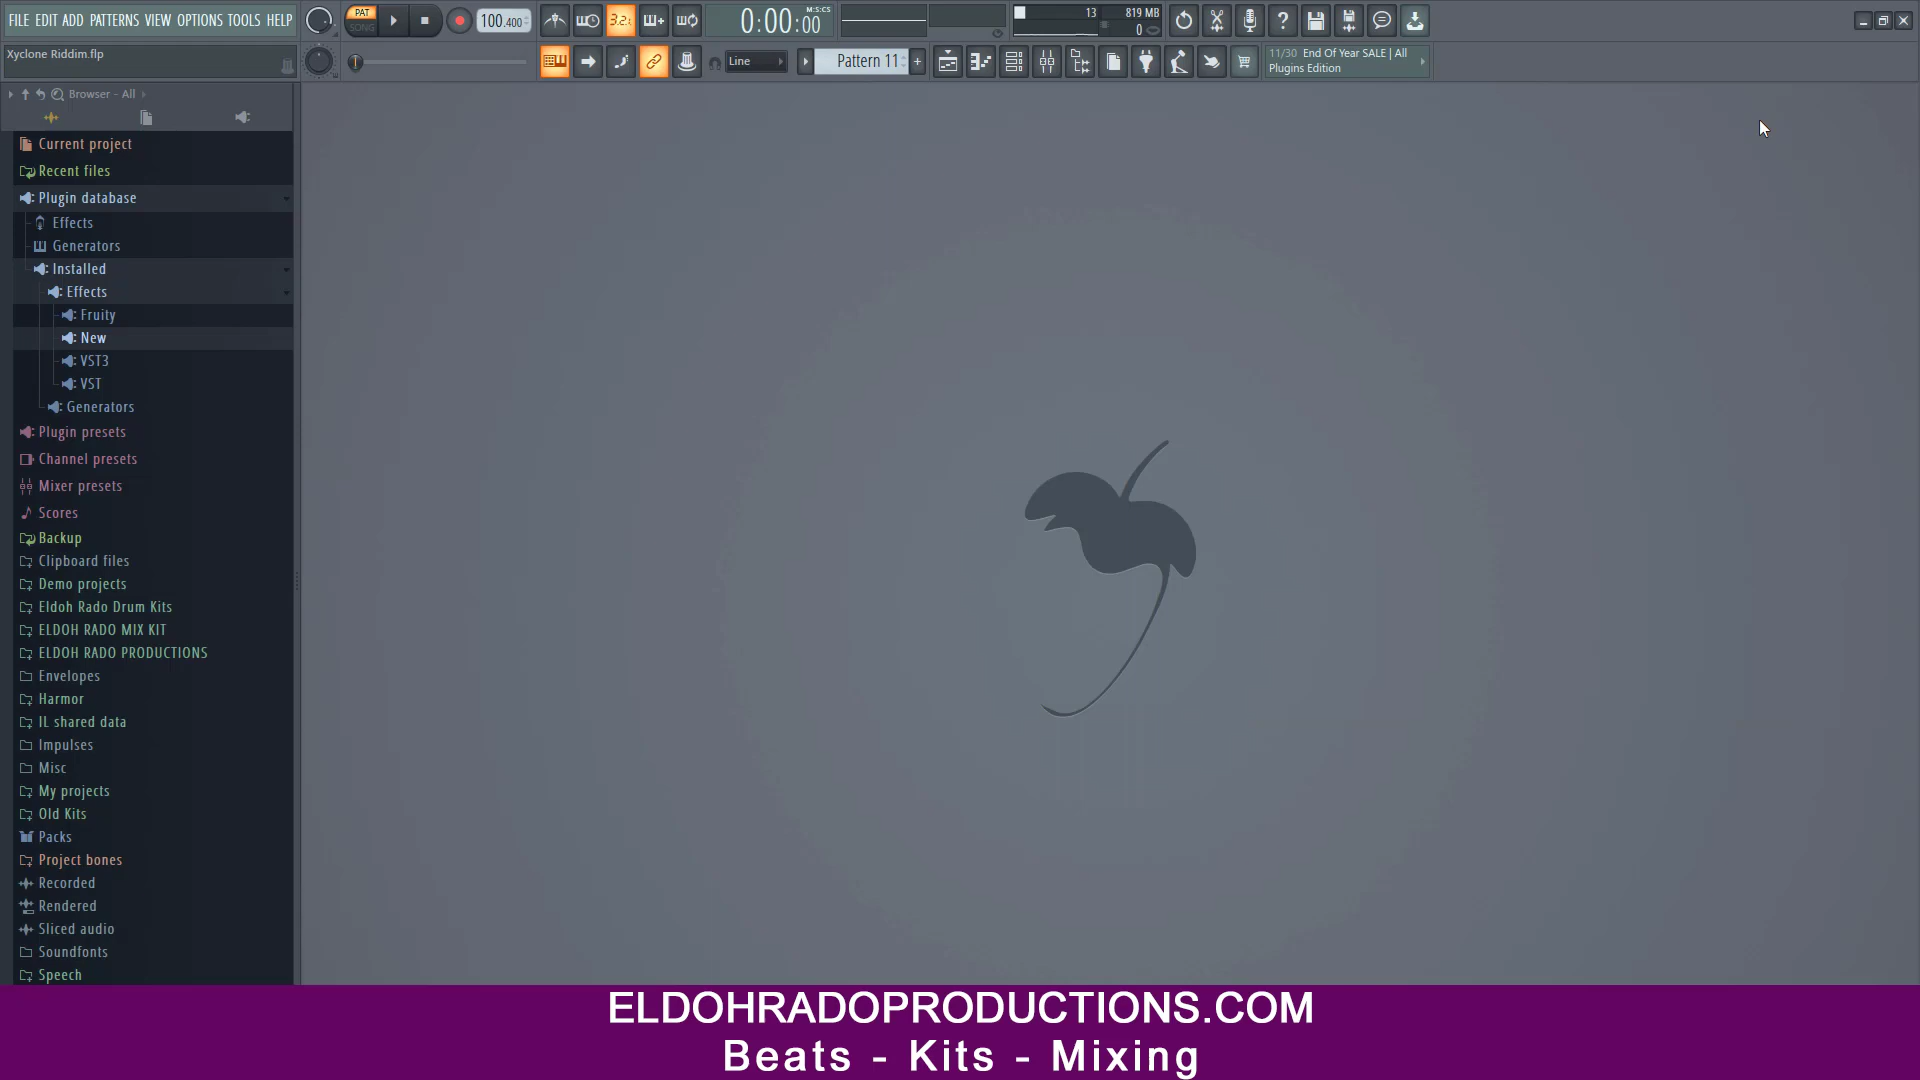 FILE EDIT ADD PATTERNS VIEW OPTIONS TOOLS HELP
PAT
SONG
100.400
3.2.
0:00:00
M:S:CS
13
819 MB
0
Xyclone Riddim.flp
Line
Pattern 11
11/30 End Of Year SALE | All
Plugins Edition
Browser - All
Current project
Recent files
Plugin database
Effects
Generators
Installed
Effects
Fruity
New
VST3
VST
Generators
Plugin presets
Channel presets
Mixer presets
Scores
Backup
Clipboard files
Demo projects
Eldoh Rado Drum Kits
ELDOH RADO MIX KIT
ELDOH RADO PRODUCTIONS
Envelopes
Harmor
IL shared data
Impulses
Misc
My projects
Old Kits
Packs
Project bones
Recorded
Rendered
Sliced audio
Soundfonts
Speech
ELDOHRADOPRODUCTIONS.COM
Beats - Kits - Mixing